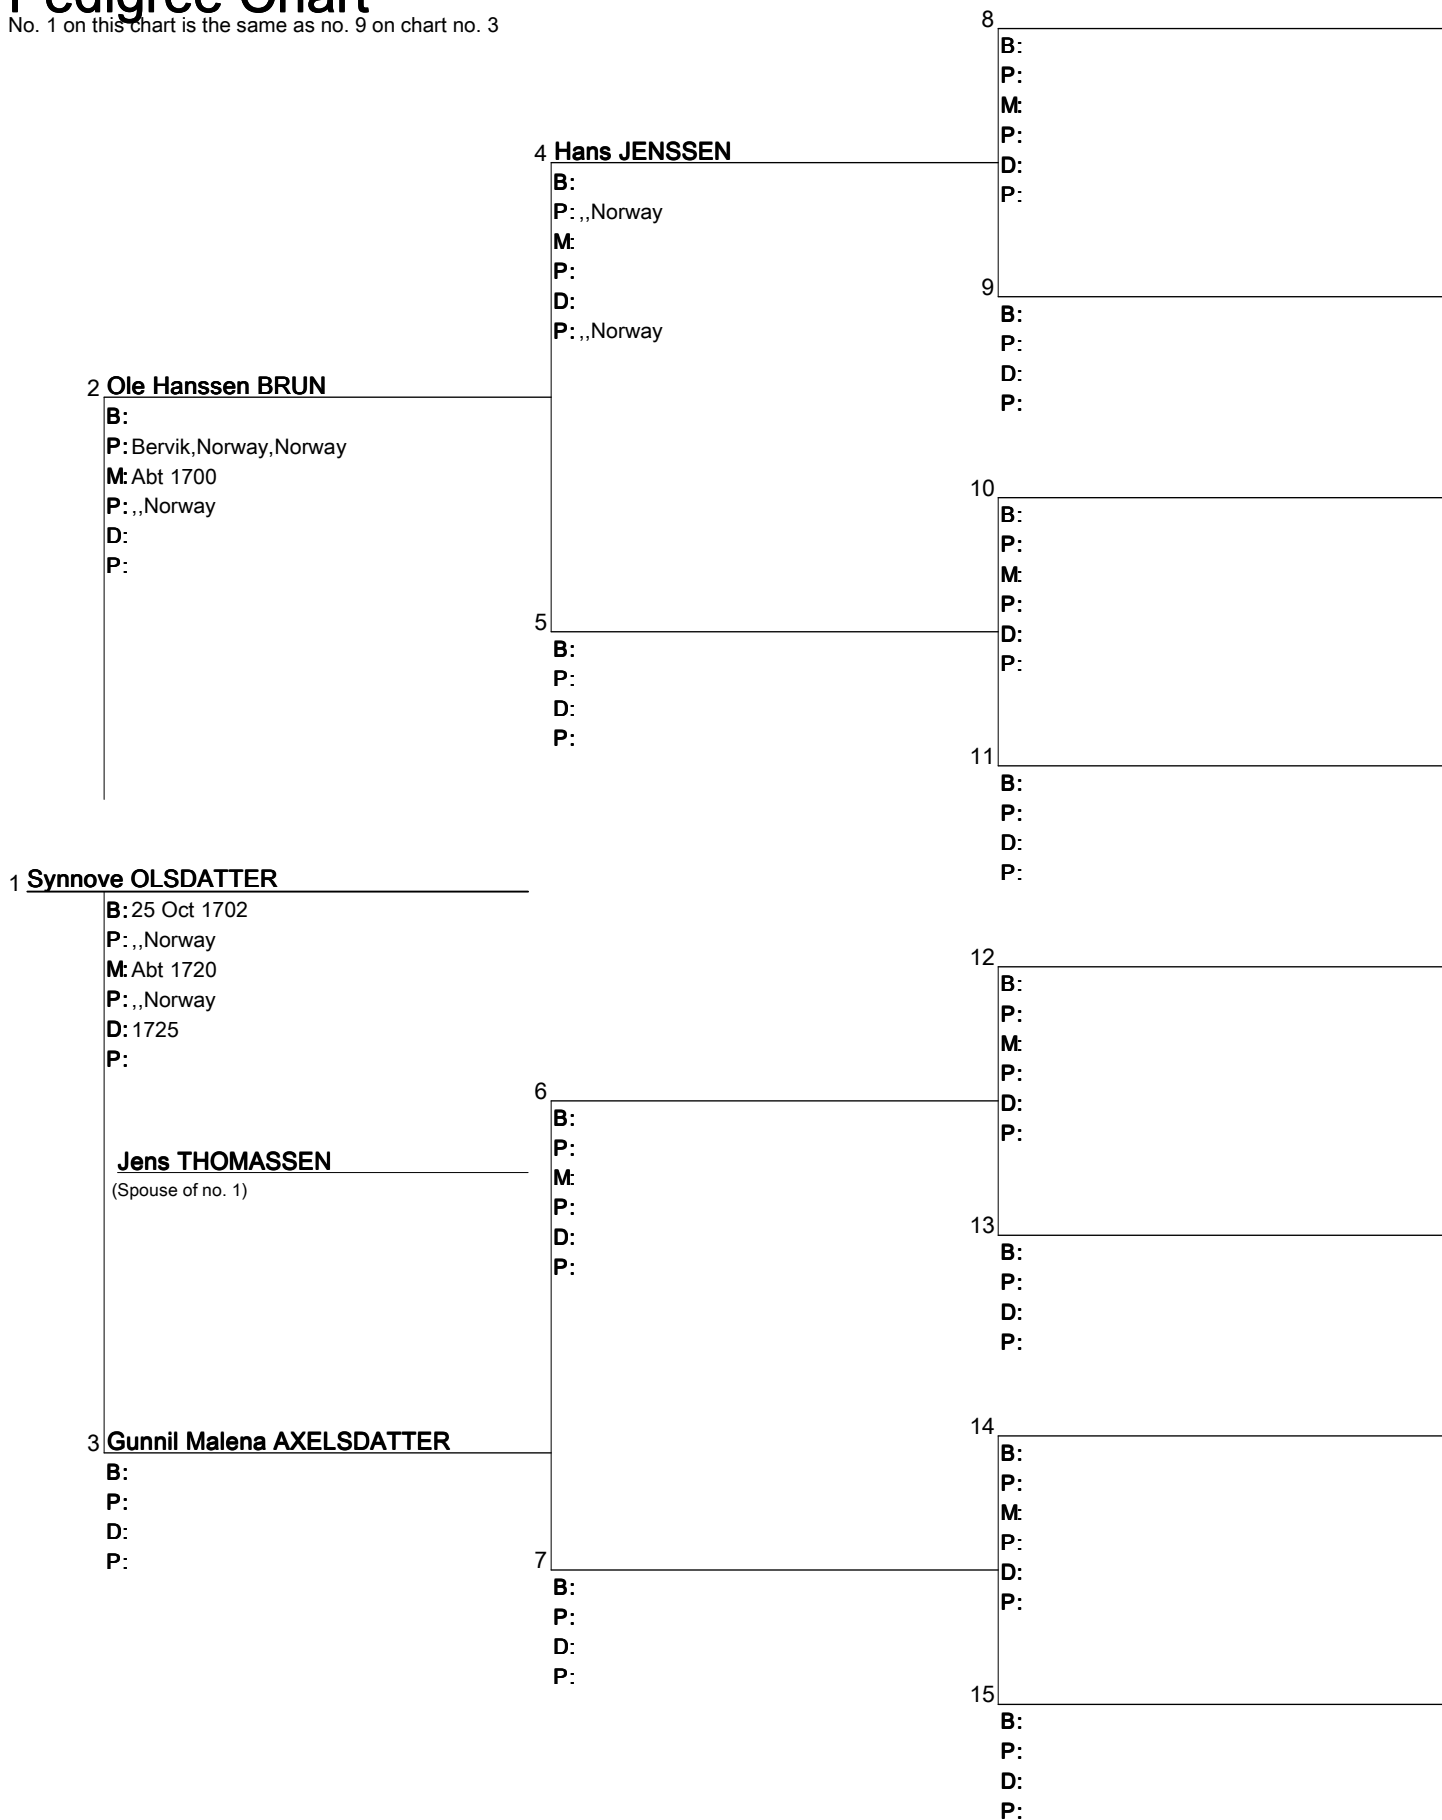 Pedigree Chart
No. 1 on this chart is the same as no. 9 on chart no. 3
8
B:
P:
M:
P:
D:
P:
4 Hans JENSSEN
B:
P: ,,Norway
M:
P:
D:
P: ,,Norway
9
B:
P:
D:
P:
2 Ole Hanssen BRUN
B:
P: Bervik,Norway,Norway
M: Abt 1700
P: ,,Norway
D:
P:
10
B:
P:
M:
P:
D:
P:
5
B:
P:
D:
P:
11
B:
P:
D:
P:
1 Synnove OLSDATTER
B: 25 Oct 1702
P: ,,Norway
M: Abt 1720
P: ,,Norway
D: 1725
P:
12
B:
P:
M:
P:
D:
P:
6
B:
P:
M:
P:
D:
P:
Jens THOMASSEN
(Spouse of no. 1)
13
B:
P:
D:
P:
3 Gunnil Malena AXELSDATTER
B:
P:
D:
P:
14
B:
P:
M:
P:
D:
P:
7
B:
P:
D:
P:
15
B:
P:
D:
P: